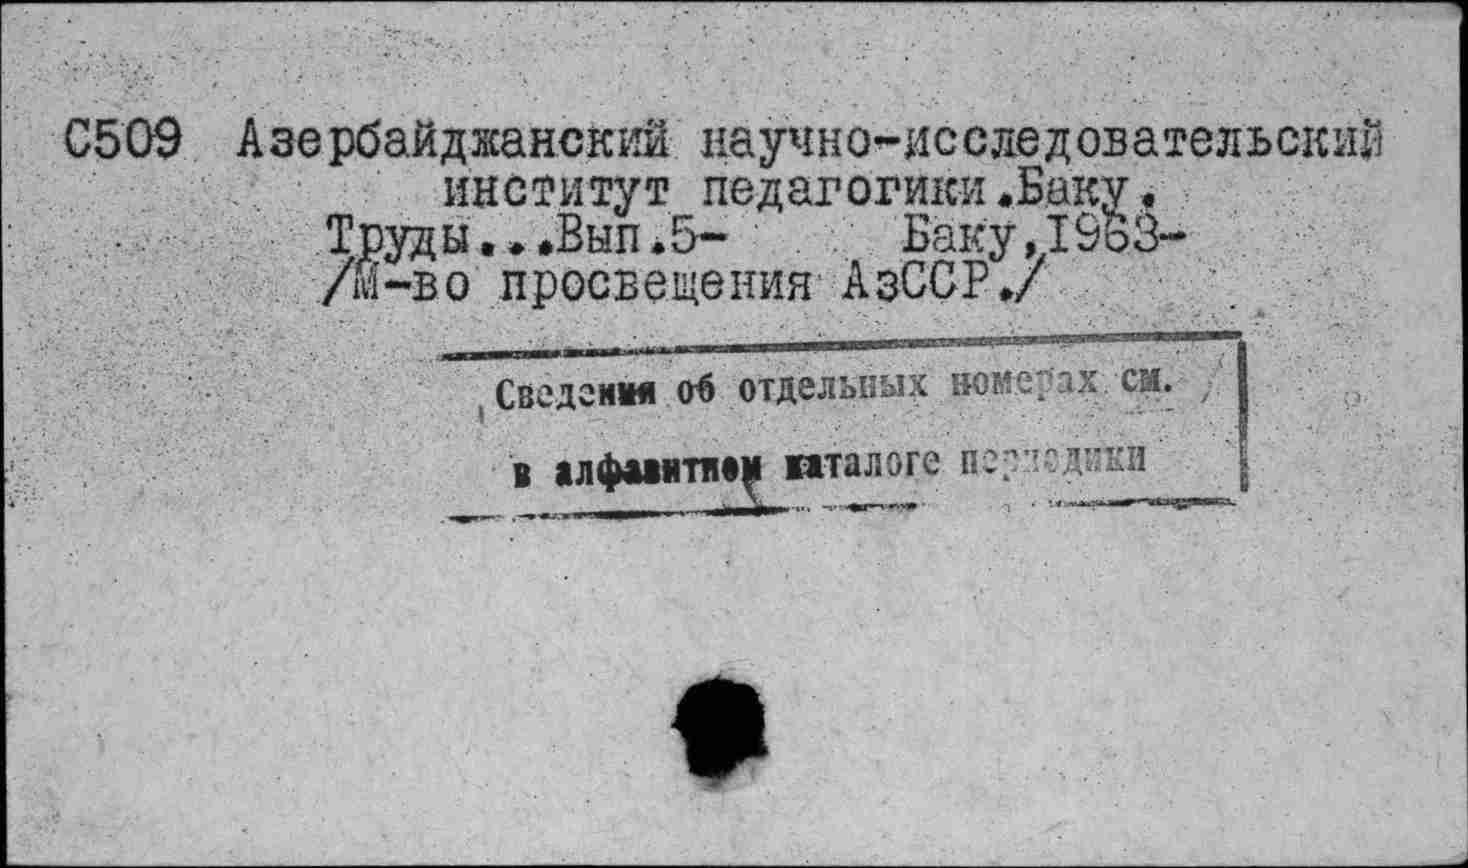 С509 Азербайджанский научно-исследовательский
институт педагогики.Баку.
Труды...Вып.5- Баку,1963-
/М-во просвещения АзССР./
Сведения об отдельных номерах см.
в алфавитном каталоге периодики